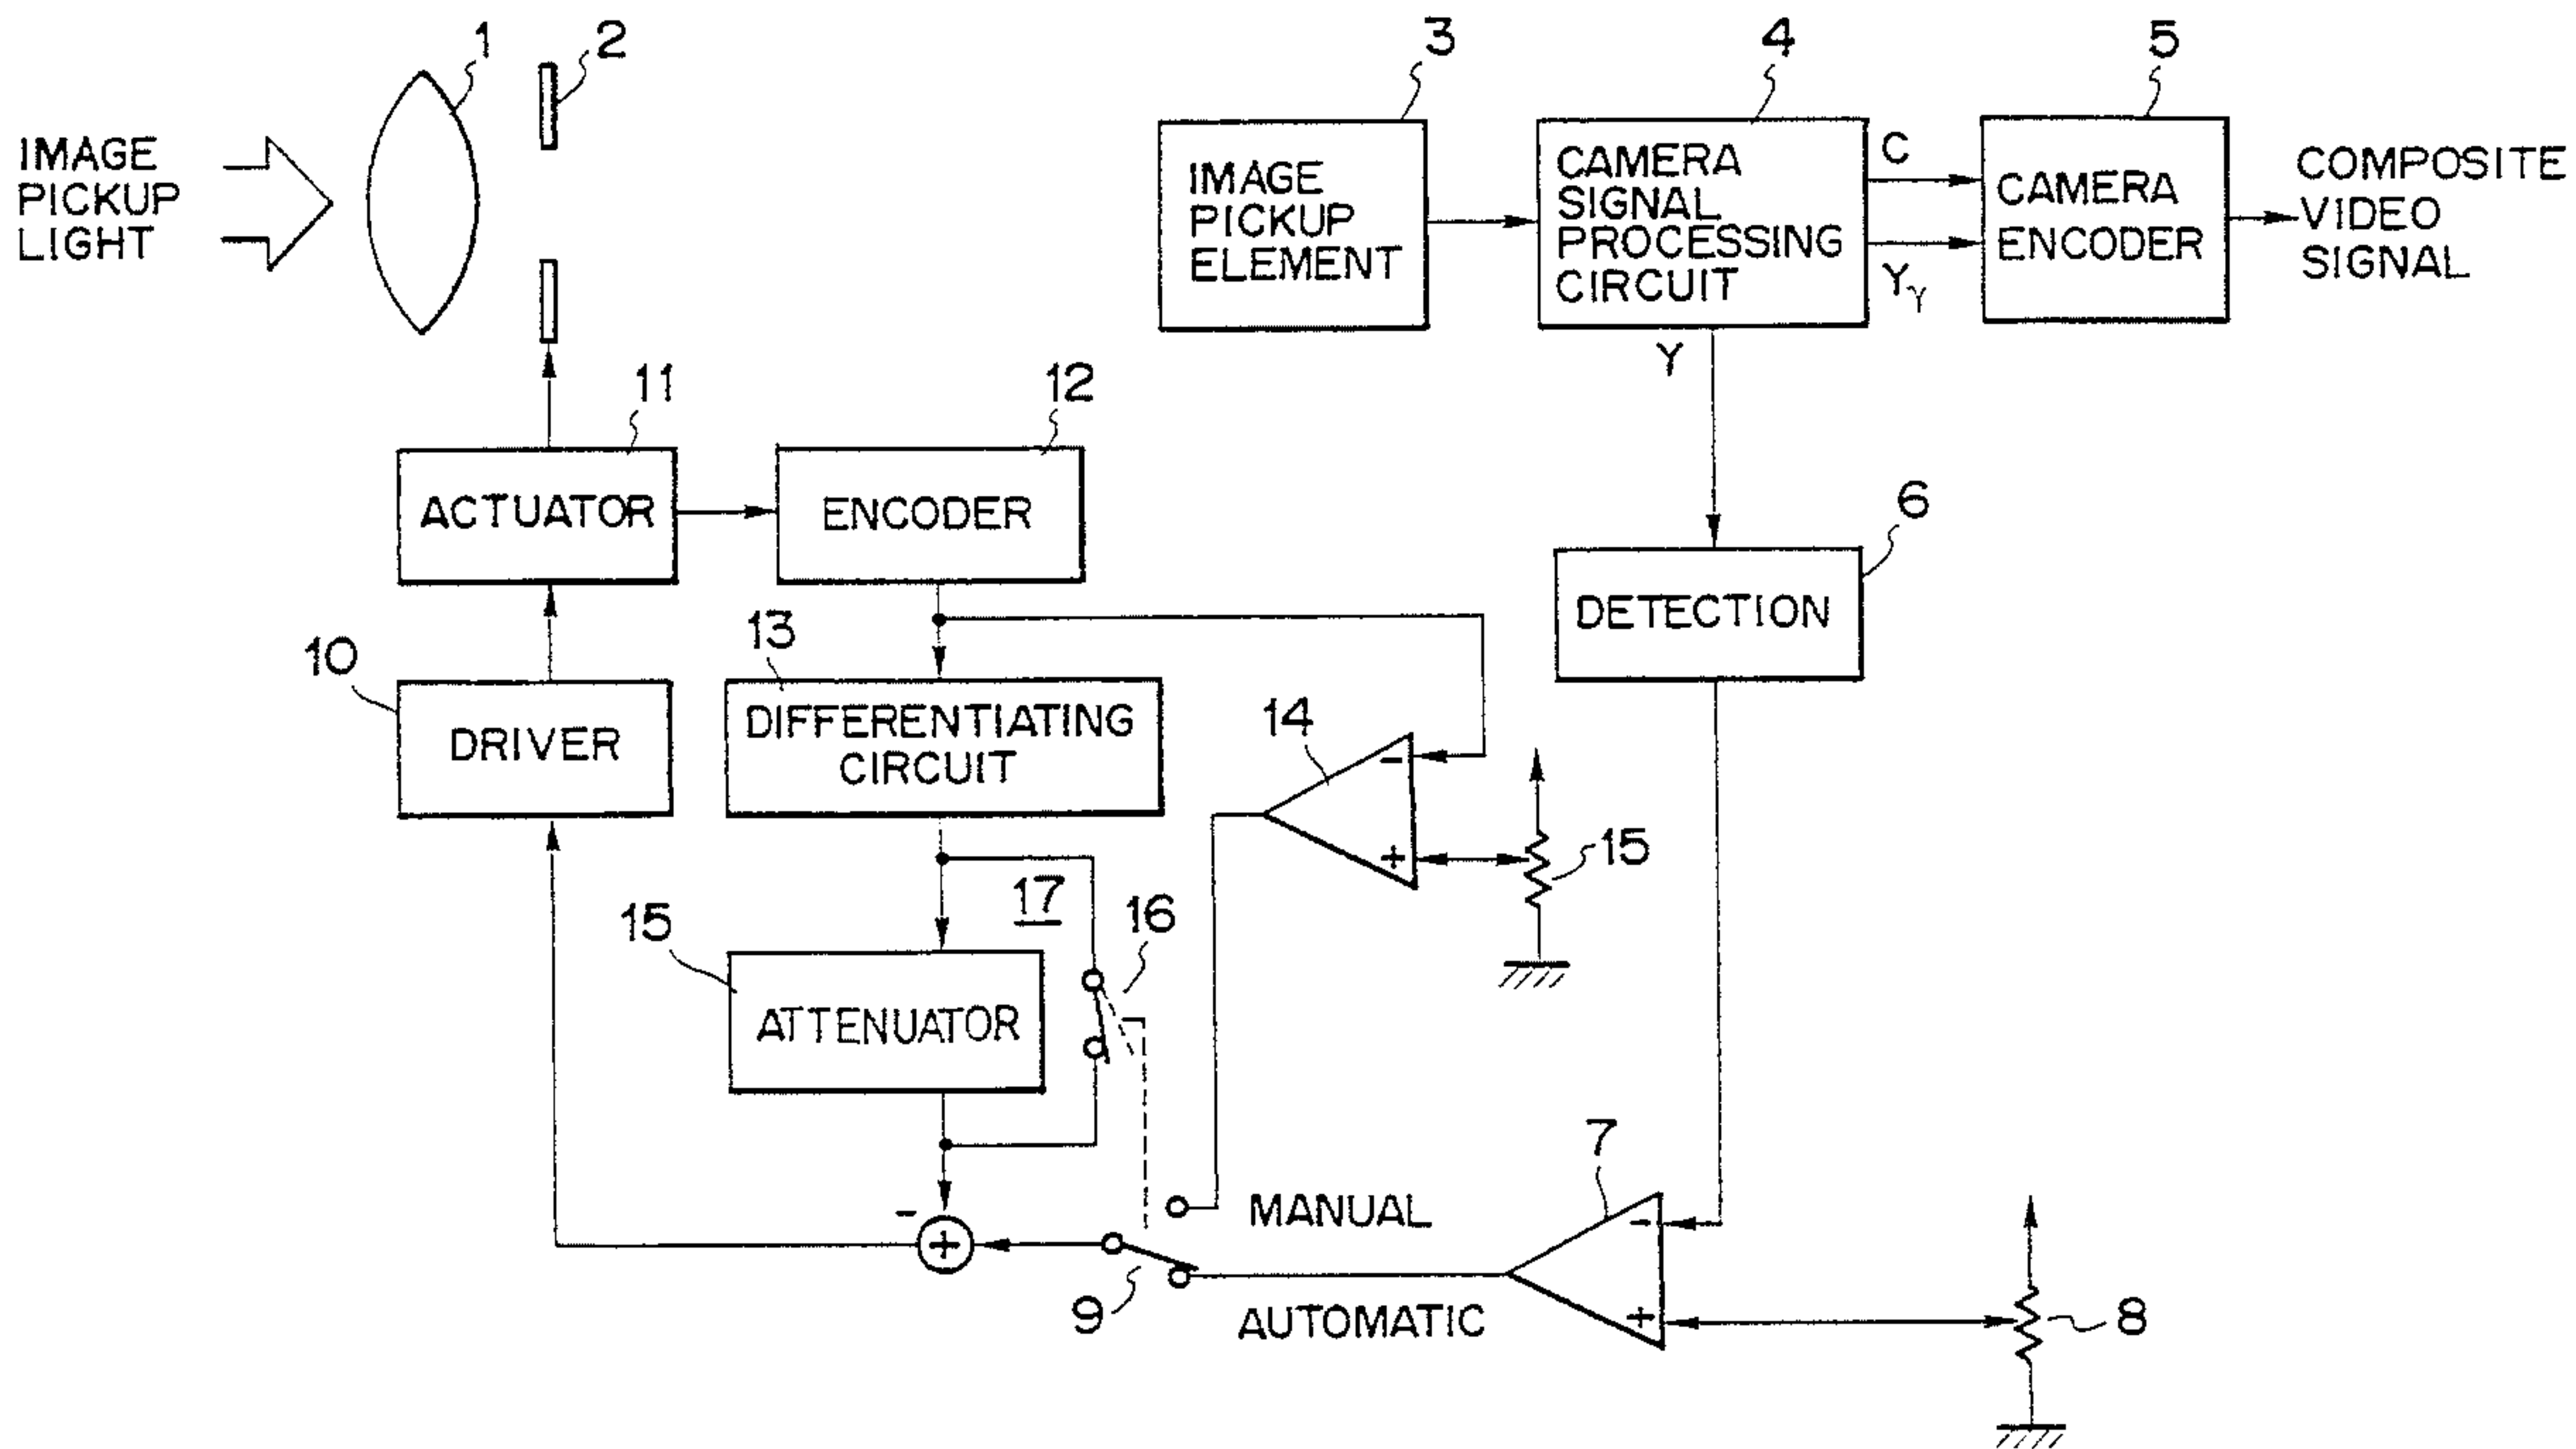 1
2
3
4
5
IMAGE
PICKUP
LIGHT
IMAGE
PICKUP
ELEMENT
CAMERA
SIGNAL
PROCESSING
CIRCUIT
C
Yγ
Y
CAMERA
ENCODER
COMPOSITE
VIDEO
SIGNAL
11
12
ACTUATOR
ENCODER
6
DETECTION
10
DRIVER
13
DIFFERENTIATING
CIRCUIT
14
-
+
15
17
16
15
ATTENUATOR
-
+
MANUAL
9
AUTOMATIC
7
-
+
8